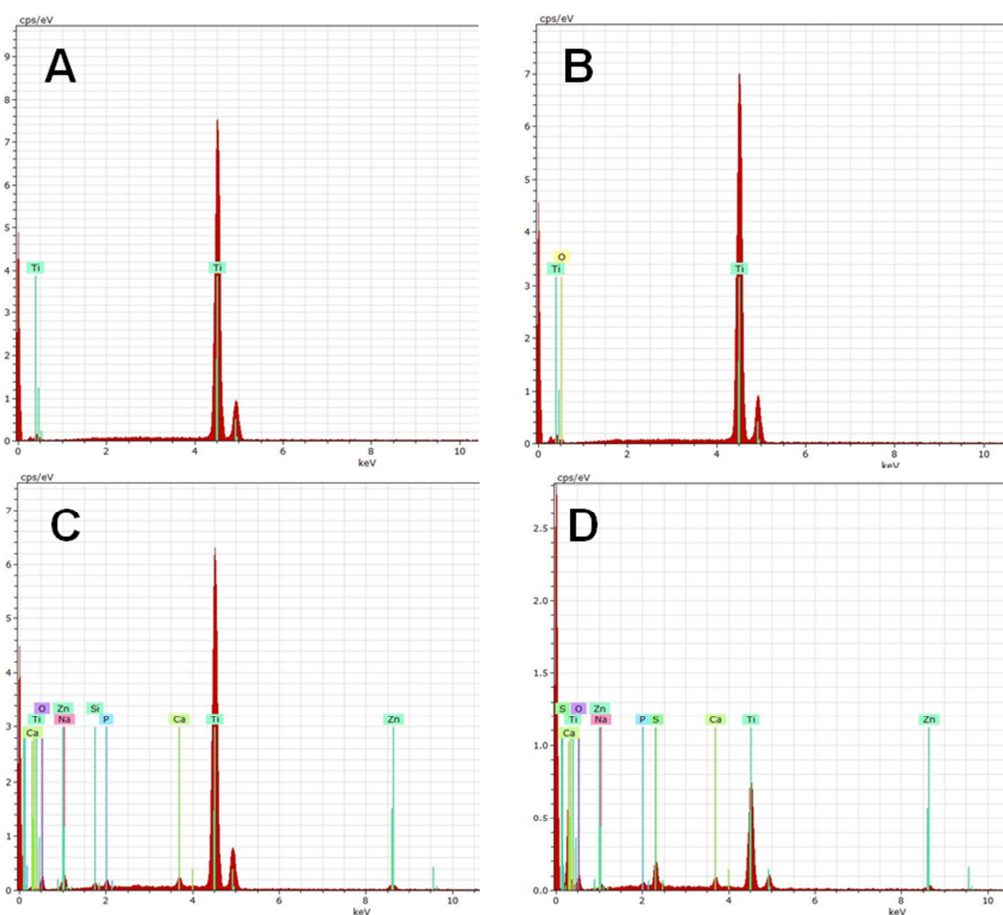 cps/eV
A
9
8
7
6
5
4
3
2
1
0
Ti
Ti
0 2 4 6 8 10
keV
cps/eV
B
7
6
5
4
3
2
1
0
O
Ti
Ti
0 2 4 6 8 10
keV
cps/eV
C
7
6
5
4
3
2
1
0
O Zn Si
Ti Na P Ca Ti Zn
Ca
0 2 4 6 8 10
keV
cps/eV
D
2.5
2.0
1.5
1.0
0.5
0.0
S O Zn
Ti Na P S Ca Ti Zn
Ca
0 2 4 6 8 10
keV